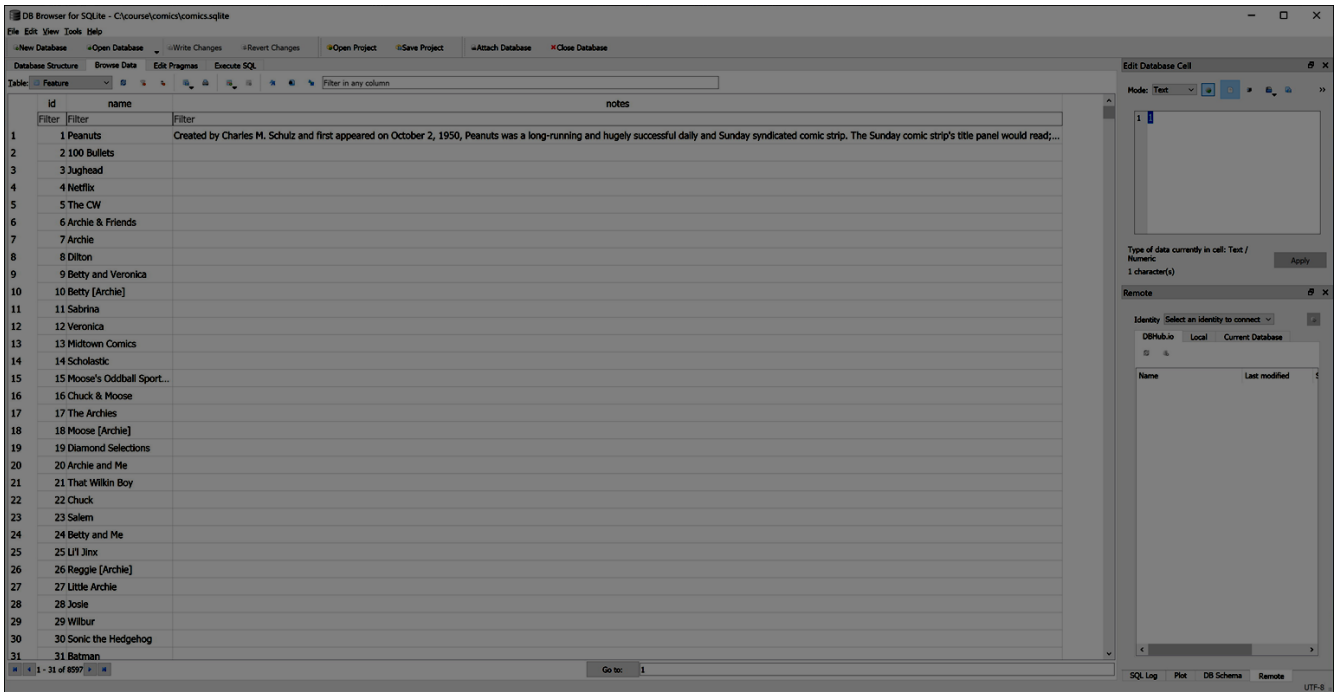 DB Browser for SQLite - C:\course\comics\comics.sqlite
File Edit View Tools Help
New Database Open Database Write Changes Revert Changes Open Project Save Project Attach Database Close Database
Database Structure Browse Data Edit Pragmas Execute SQL
Table: Feature Filter in any column
id name notes
Filter Filter Filter
1 1 Peanuts Created by Charles M. Schulz and first appeared on October 2, 1950, Peanuts was a long-running and hugely successful daily and Sunday syndicated comic strip. The Sunday comic strip's title panel would read;...
2 2 100 Bullets
3 3 Jughead
4 4 Netflix
5 5 The CW
6 6 Archie & Friends
7 7 Archie
8 8 Dilton
9 9 Betty and Veronica
10 10 Betty [Archie]
11 11 Sabrina
12 12 Veronica
13 13 Midtown Comics
14 14 Scholastic
15 15 Moose's Oddball Sport...
16 16 Chuck & Moose
17 17 The Archies
18 18 Moose [Archie]
19 19 Diamond Selections
20 20 Archie and Me
21 21 That Wilkin Boy
22 22 Chuck
23 23 Salem
24 24 Betty and Me
25 25 Li'l Jinx
26 26 Reggie [Archie]
27 27 Little Archie
28 28 Josie
29 29 Wilbur
30 30 Sonic the Hedgehog
31 31 Batman
1 - 31 of 8597 Go to: 1
Edit Database Cell
Mode: Text
1 1
Type of data currently in cell: Text /
Numeric
1 character(s)
Apply
Remote
Identity Select an identity to connect
DBHub.io Local Current Database
Name Last modified S
SQL Log Plot DB Schema Remote
UTF-8